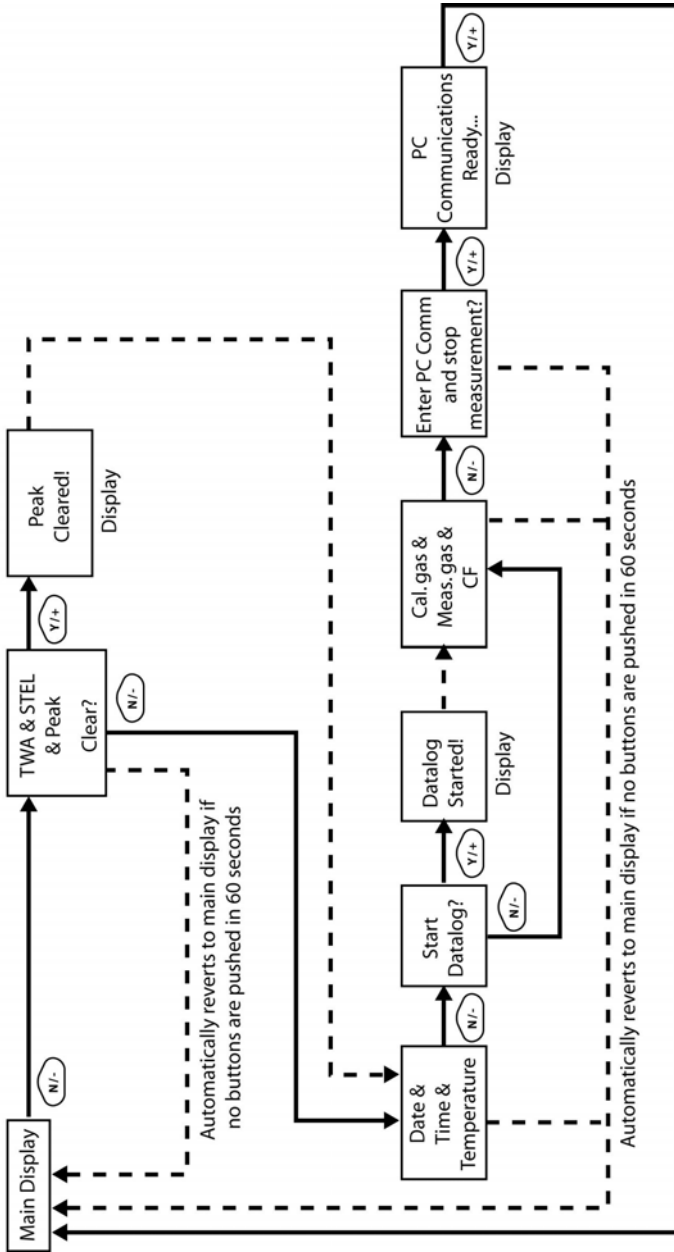 Main Display
N/-
TWA & STEL
& Peak
Clear?
Y/+
Peak
Cleared!
Display
N/-
Automatically reverts to main display if
no buttons are pushed in 60 seconds
Date &
Time &
Temperature
N/-
Start
Datalog?
Y/+
Datalog
Started!
Display
N/-
Cal. gas &
Meas. gas &
CF
N/-
Enter PC Comm
and stop
measurement?
Y/+
PC
Communications
Ready...
Display
Y/+
Automatically reverts to main display if no buttons are pushed in 60 seconds